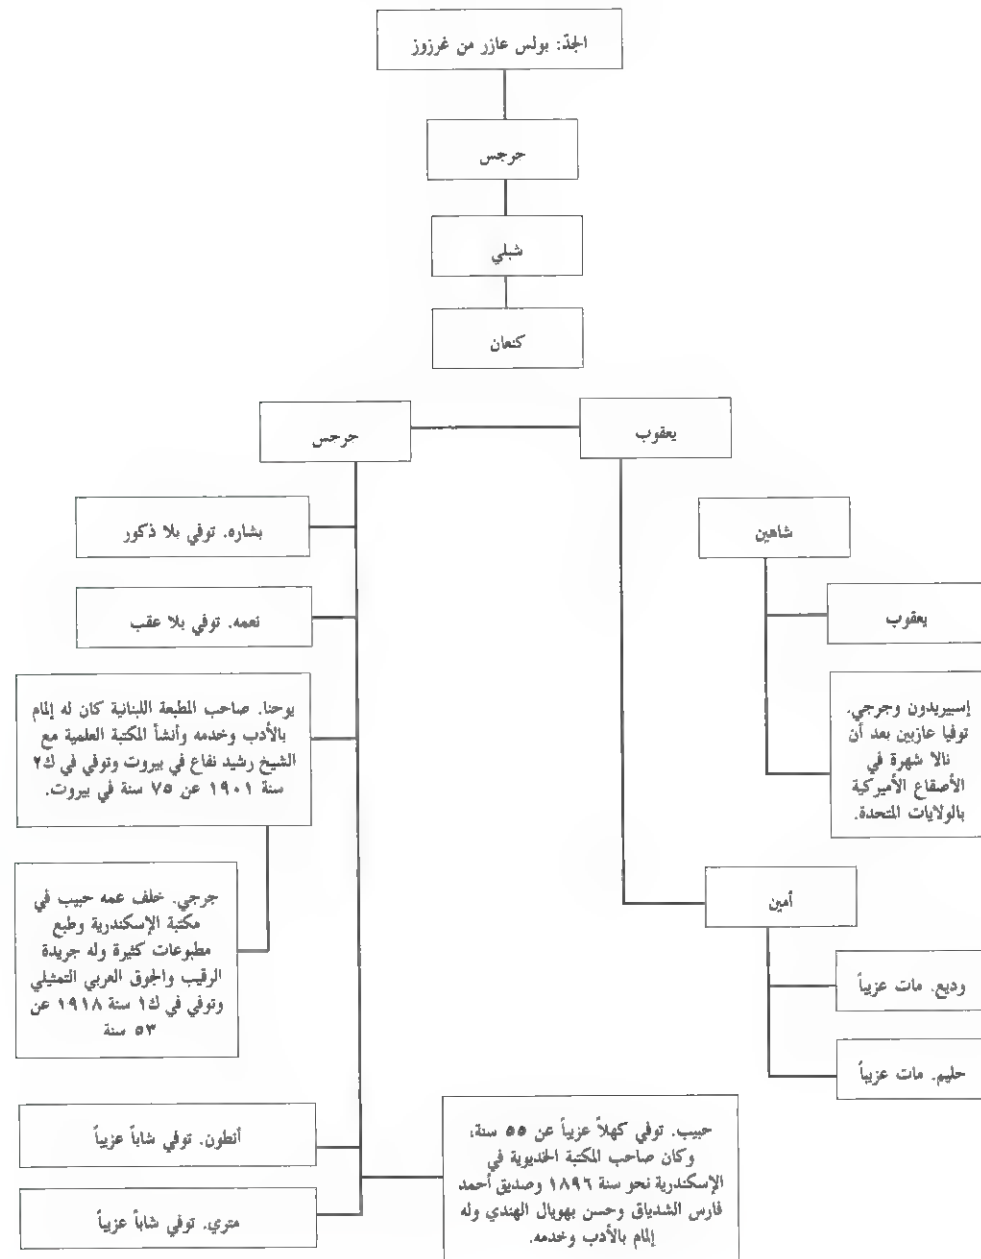 الجدّ: بولس عازر من غرزوز
جرجس
شبلي
كنعان
يعقوب
جرجس
شاهين
يعقوب
إسبيريدون وجرجي.
توفيا عازبين بعد أن
نالا شهرة في
الأصقاع الأميركية
بالولايات المتحدة.
أمين
وديع. مات عزيباً
حليم. مات عزيباً
بشاره. توفي بلا ذكور
نعمه. توفي بلا عقب
يوحنا. صاحب المطبعة اللبنانية كان له إلمام
بالأدب وخدمه وأنشأ المكتبة العلمية مع
الشيخ رشيد نفاع في بيروت وتوفي في ك٢
سنة ١٩٠١ عن ٧٥ سنة في بيروت.
جرجي. خلف عمه حبيب في
مكتبة الإسكندرية وطبع
مطبوعات كثيرة وله جريدة
الرقيب والجوق العربي التمثيلي
وتوفي في ك١ سنة ١٩١٨ عن
٥٣ سنة
أنطون. توفي شاباً عزيباً
متري. توفي شاباً عزيباً
حبيب. توفي كهلاً عزيباً عن ٥٥ سنة،
وكان صاحب المكتبة الخديوية في
الإسكندرية نحو سنة ١٨٩٦ وصديق أحمد
فارس الشدياق وحسن بهوبال الهندي وله
إلمام بالأدب وخدمه.